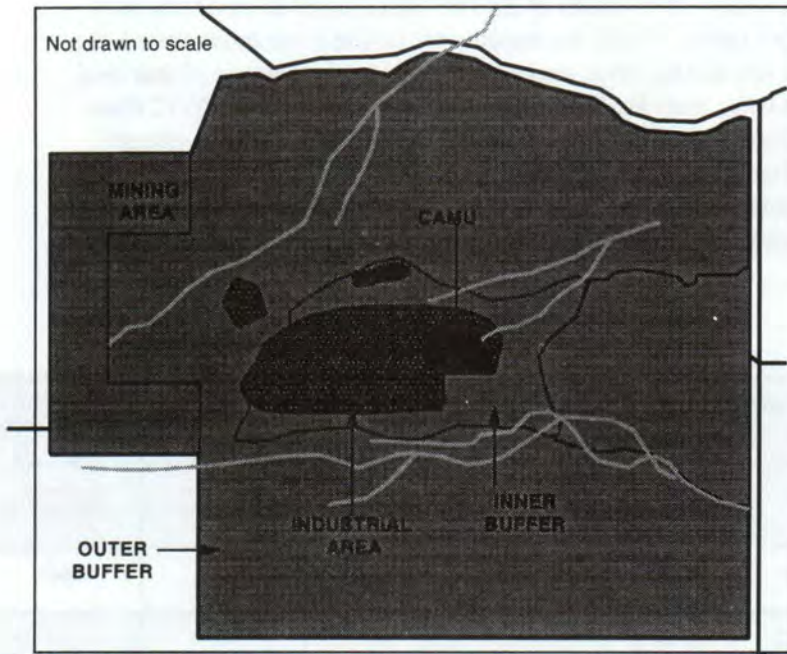 Not drawn to scale
MINING
AREA
CAMU
INDUSTRIAL
AREA
INNER
BUFFER
OUTER
BUFFER